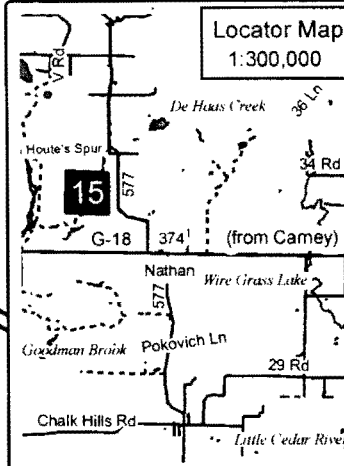 Locator Map
1:300,000
V Rd
De Haas Creek
36 Ln
Houte's Spur
34 Rd
15
577
G-18
374
(from Carney)
Nathan
Wire Grass Lake
577
Goodman Brook
Pokovich Ln
29 Rd
Chalk Hills Rd
Little Cedar River